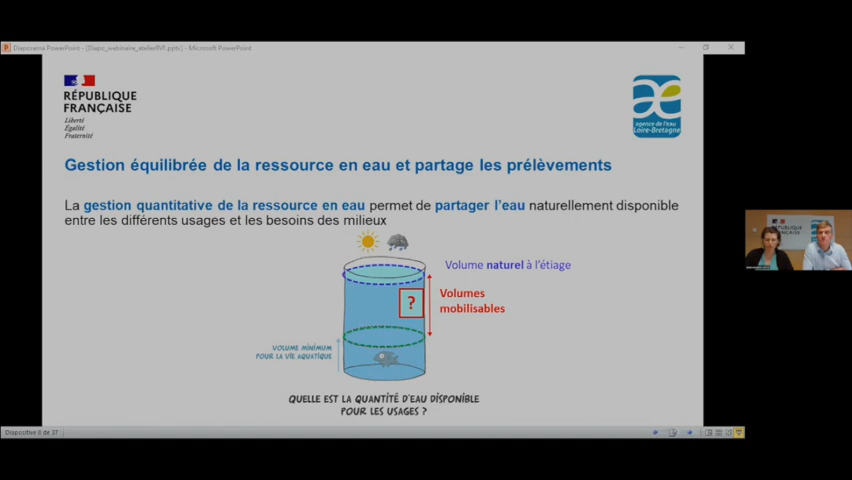 Diaporama PowerPoint - [Diapo_webinaire_atelierBVI.pptx] - Microsoft PowerPoint
RÉPUBLIQUE
FRANÇAISE
Liberté
Égalité
Fraternité
agence de l'eau
Loire-Bretagne
Gestion équilibrée de la ressource en eau et partage les prélèvements
La gestion quantitative de la ressource en eau permet de partager l'eau naturellement disponible
entre les différents usages et les besoins des milieux
Volume naturel à l'étiage
?
Volumes
mobilisables
VOLUME MINIMUM
POUR LA VIE AQUATIQUE
QUELLE EST LA QUANTITÉ D'EAU DISPONIBLE
POUR LES USAGES ?
Diapositive 8 de 37